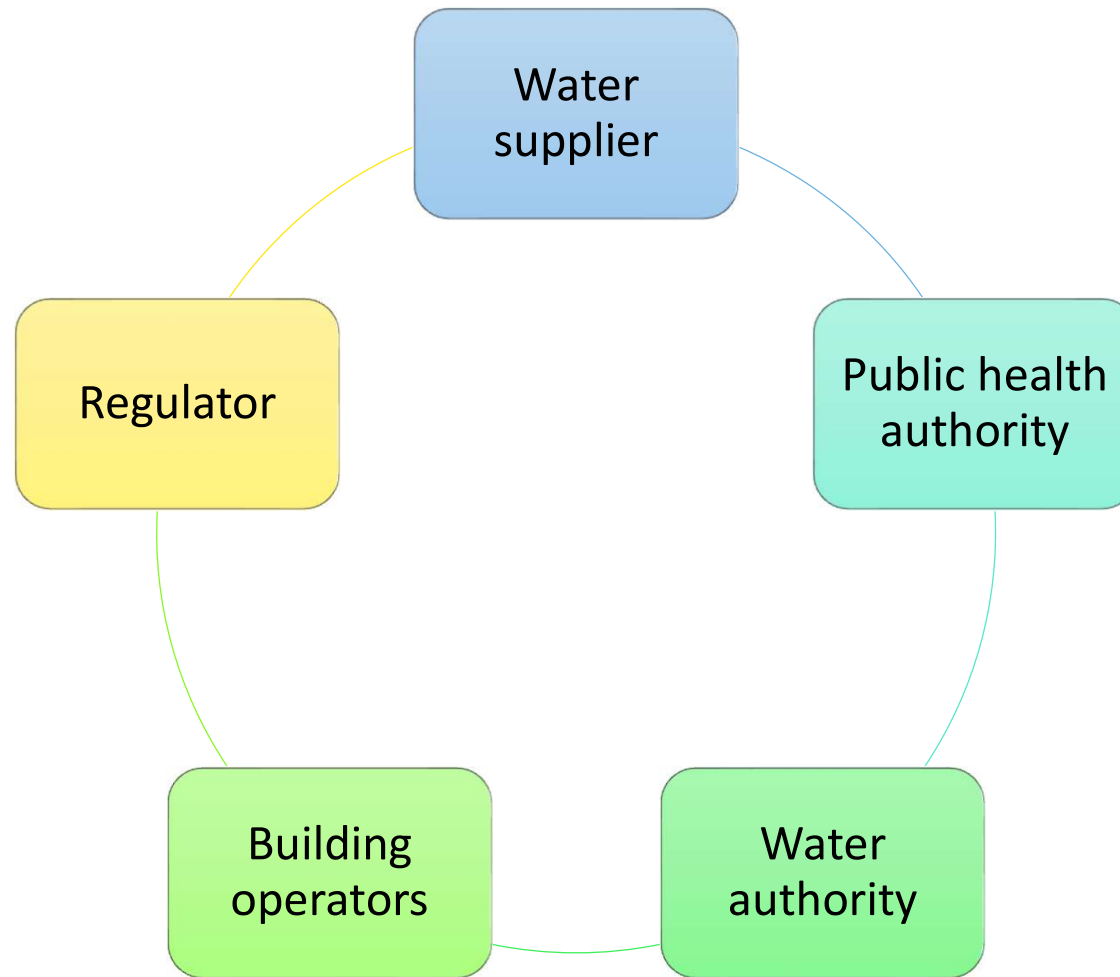 Water
supplier
Public health
authority
Water
authority
Building
operators
Regulator